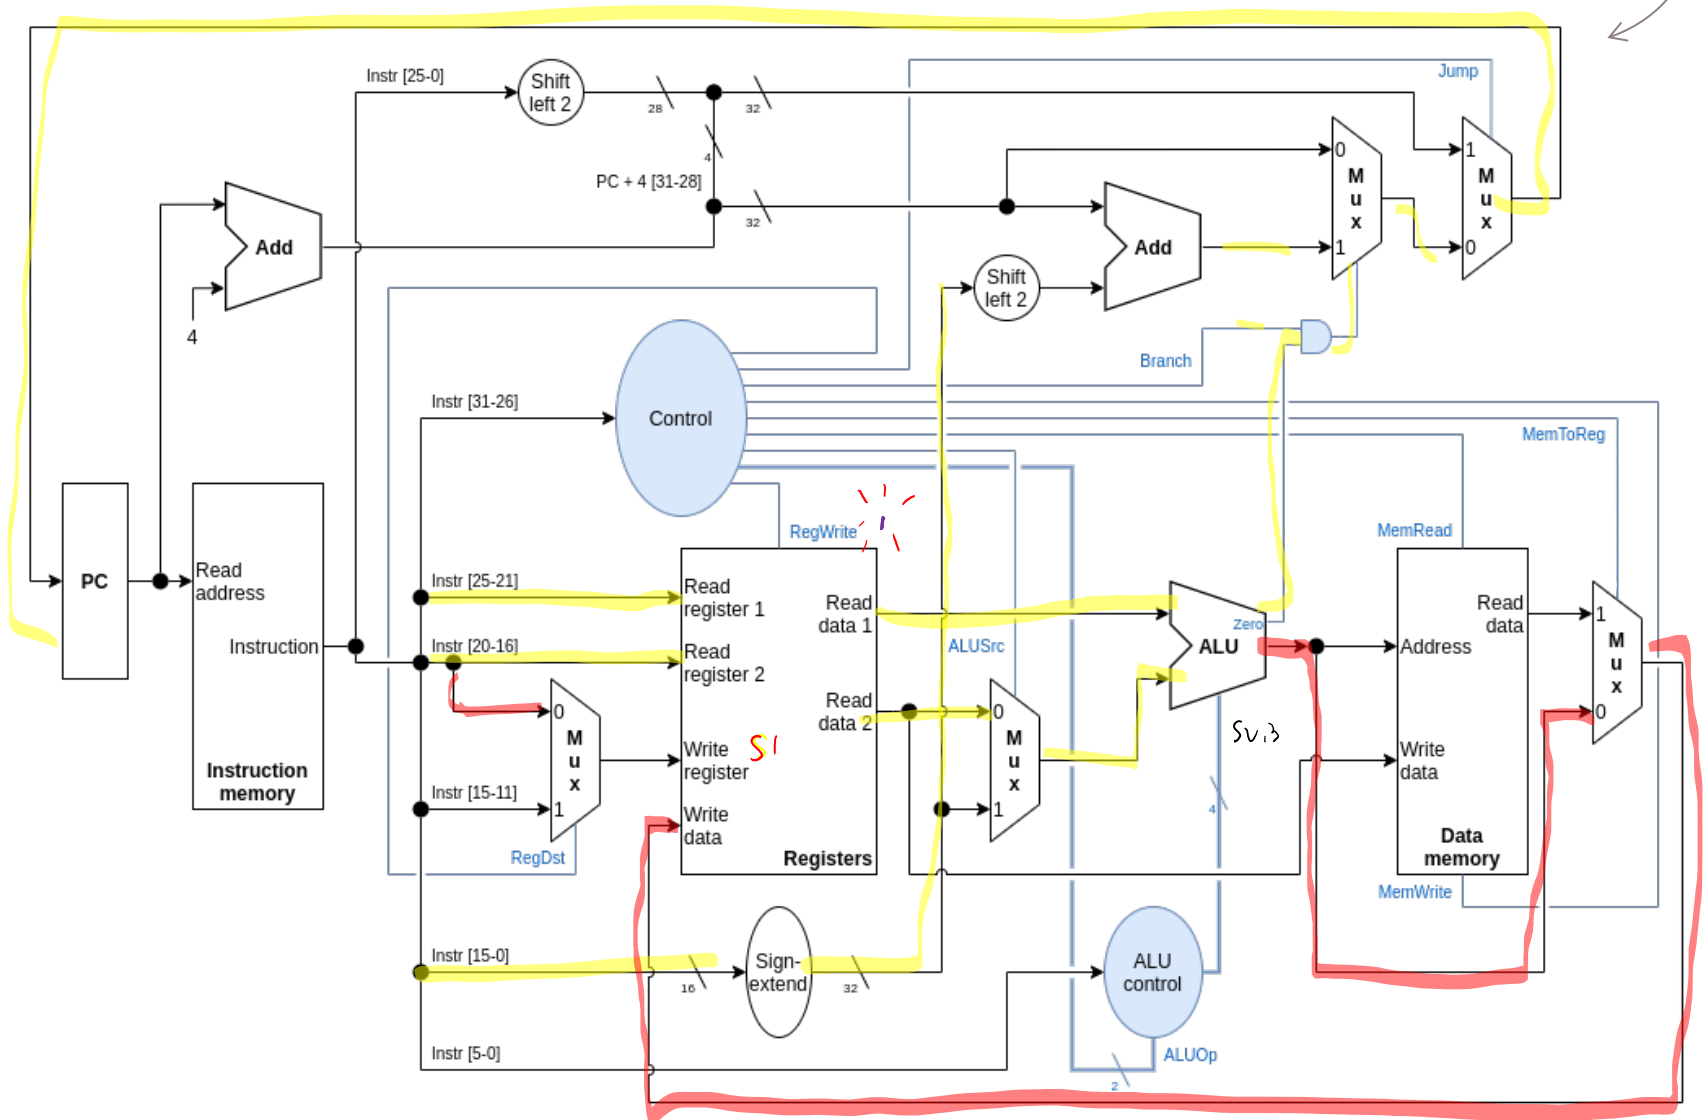 Jump
Instr [25-0]
Shift
left 2
28
32
4
PC + 4 [31-28]
32
0
M
u
x
1
1
M
u
x
0
Add
Add
Shift
left 2
4
Branch
Instr [31-26]
Control
MemToReg
RegWrite
1
MemRead
PC
Read
address
Instruction
Instruction
memory
Instr [25-21]
Read
register 1
Read
data 1
Instr [20-16]
Read
register 2
Read
data 2
ALUSrc
Zero
ALU
Address
Read
data
1
M
u
x
0
0
M
u
x
1
Write
register
S1
0
M
u
x
1
SUB
4
Write
data
Instr [15-11]
Write
data
RegDst
Registers
Data
memory
MemWrite
Instr [15-0]
16
Sign-
extend
32
ALU
control
Instr [5-0]
ALUOp
2